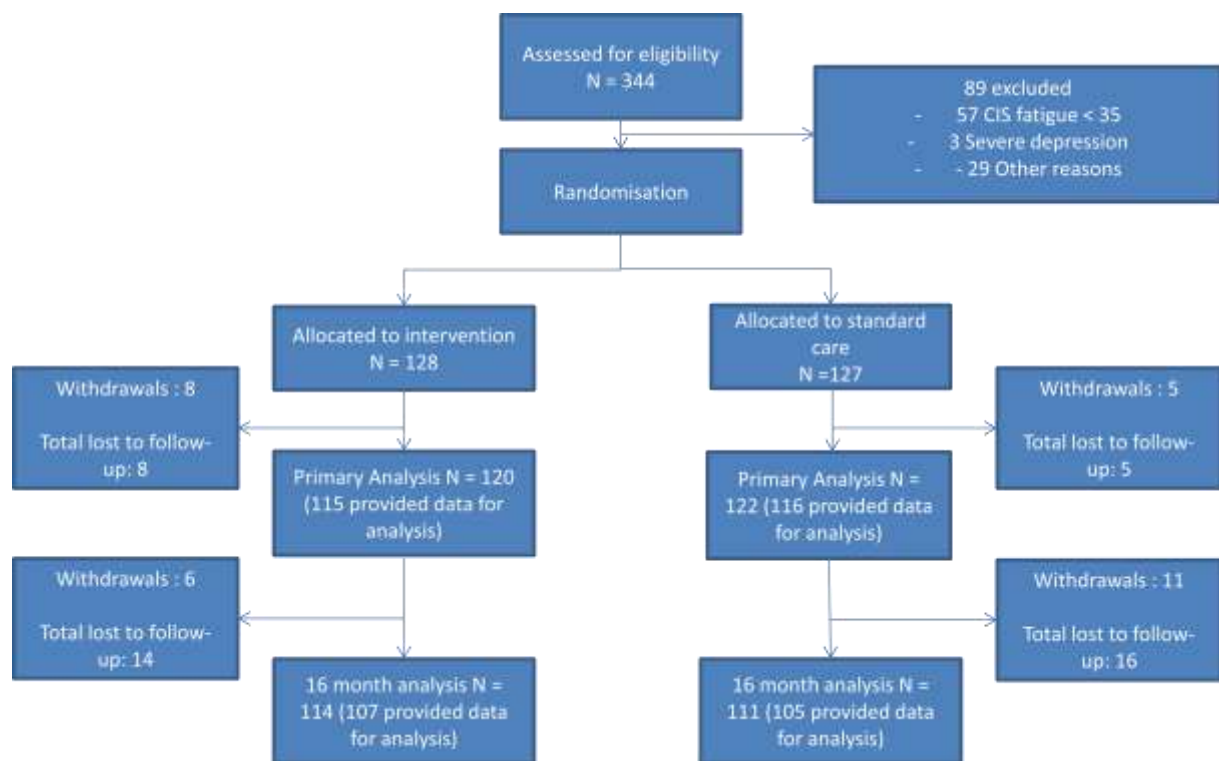 Assessed for eligibility
N = 344
89 excluded
- 57 CIS fatigue < 35
- 3 Severe depression
- - 29 Other reasons
Randomisation
Allocated to intervention
N = 128
Allocated to standard
care
N =127
Withdrawals : 8
Total lost to follow-
up: 8
Withdrawals : 5
Total lost to follow-
up: 5
Primary Analysis N = 120
(115 provided data for
analysis)
Primary Analysis N =
122 (116 provided data
for analysis)
Withdrawals : 6
Total lost to follow-
up: 14
Withdrawals : 11
Total lost to follow-
up: 16
16 month analysis N =
114 (107 provided data
for analysis)
16 month analysis N =
111 (105 provided data
for analysis)